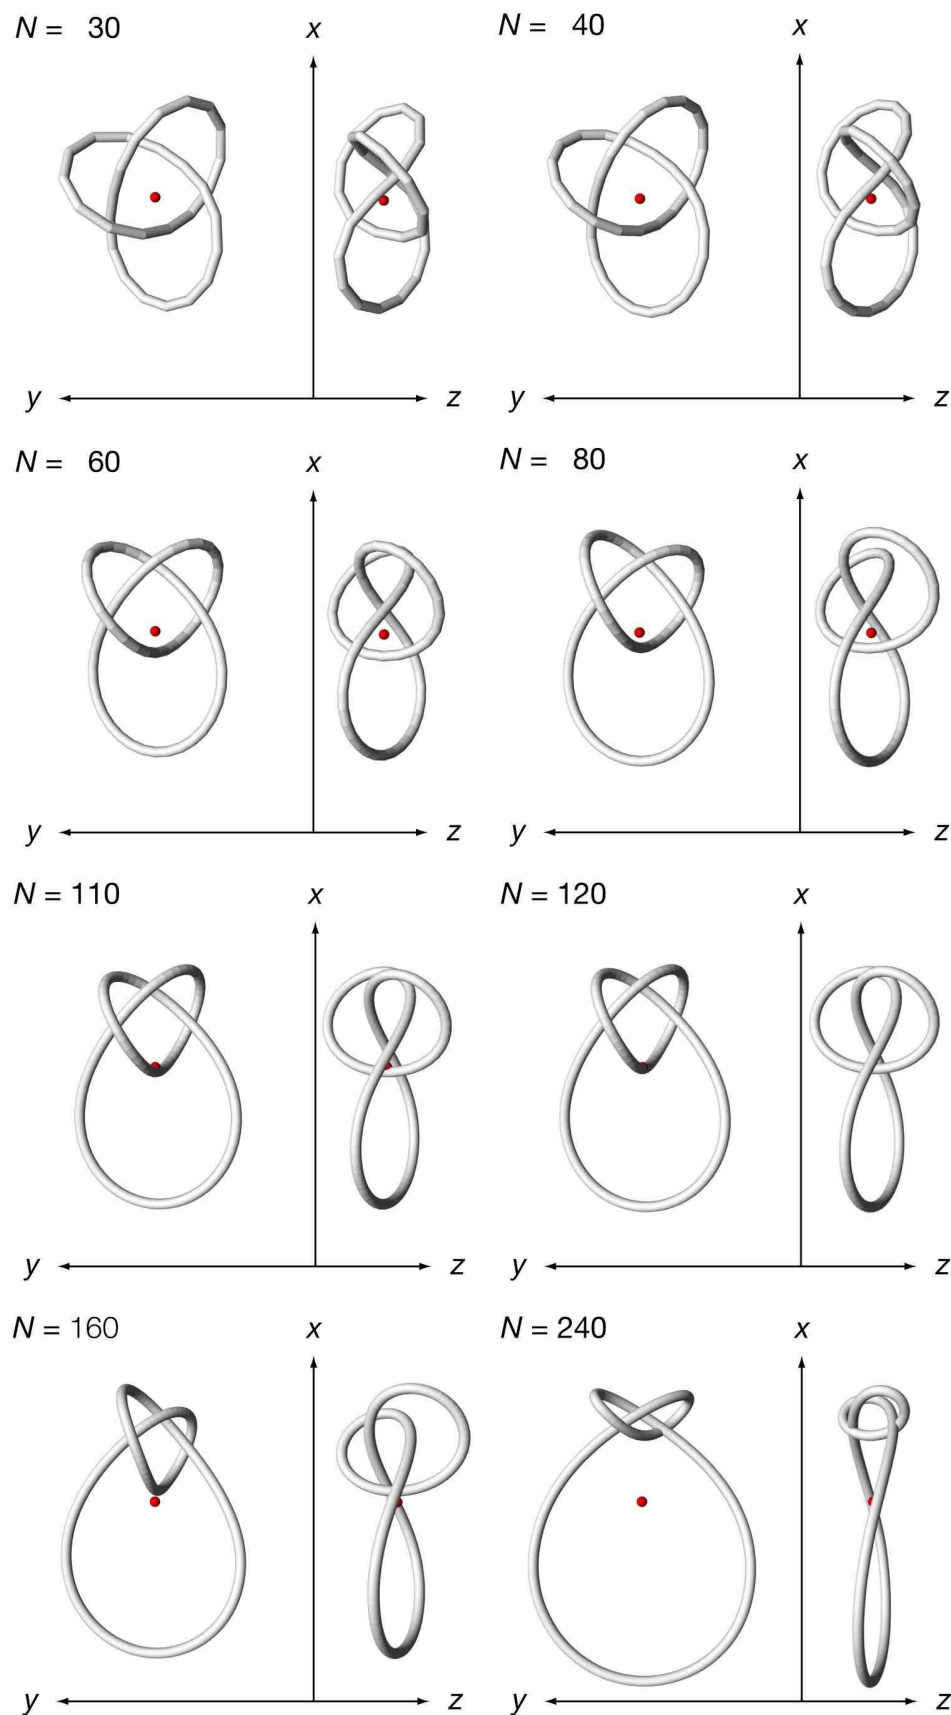 N = 30 x N = 40 x
y z y z
N = 60 x N = 80 x
y z y z
N = 110 x N = 120 x
y z y z
N = 160 x N = 240 x
y z y z